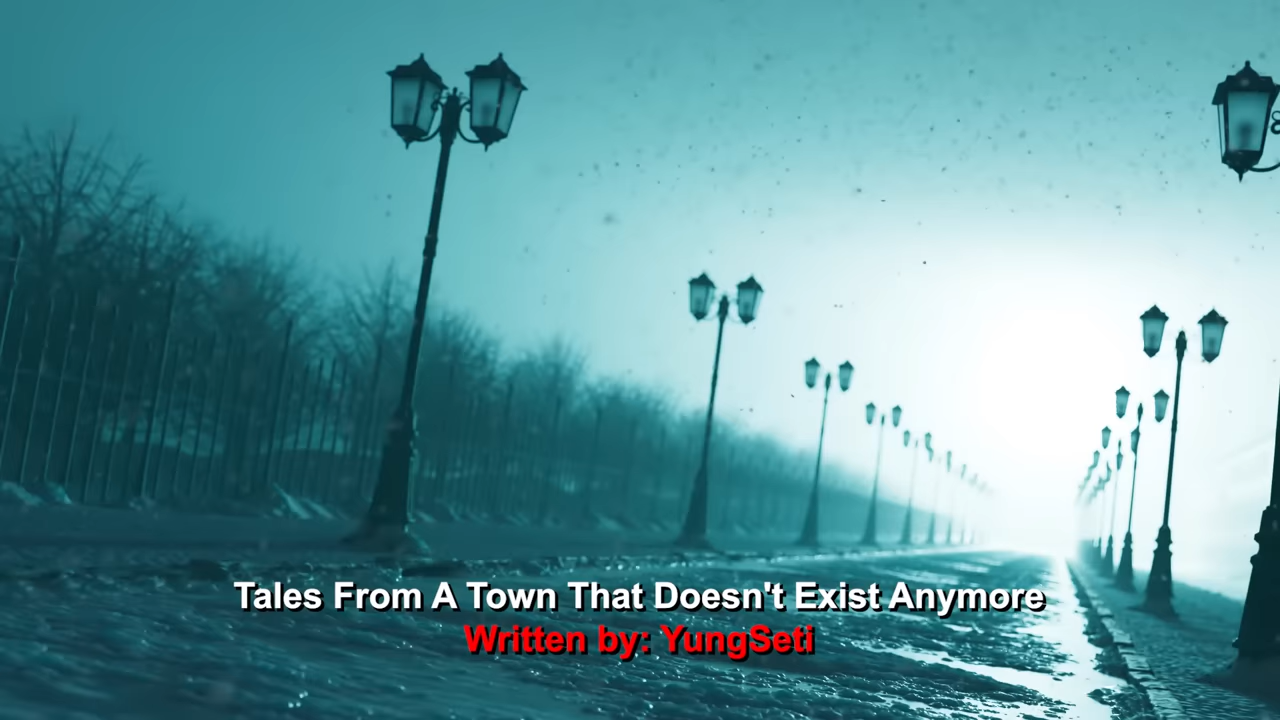 Tales From A Town That Doesn't Exist Anymore
Written by: YungSeti